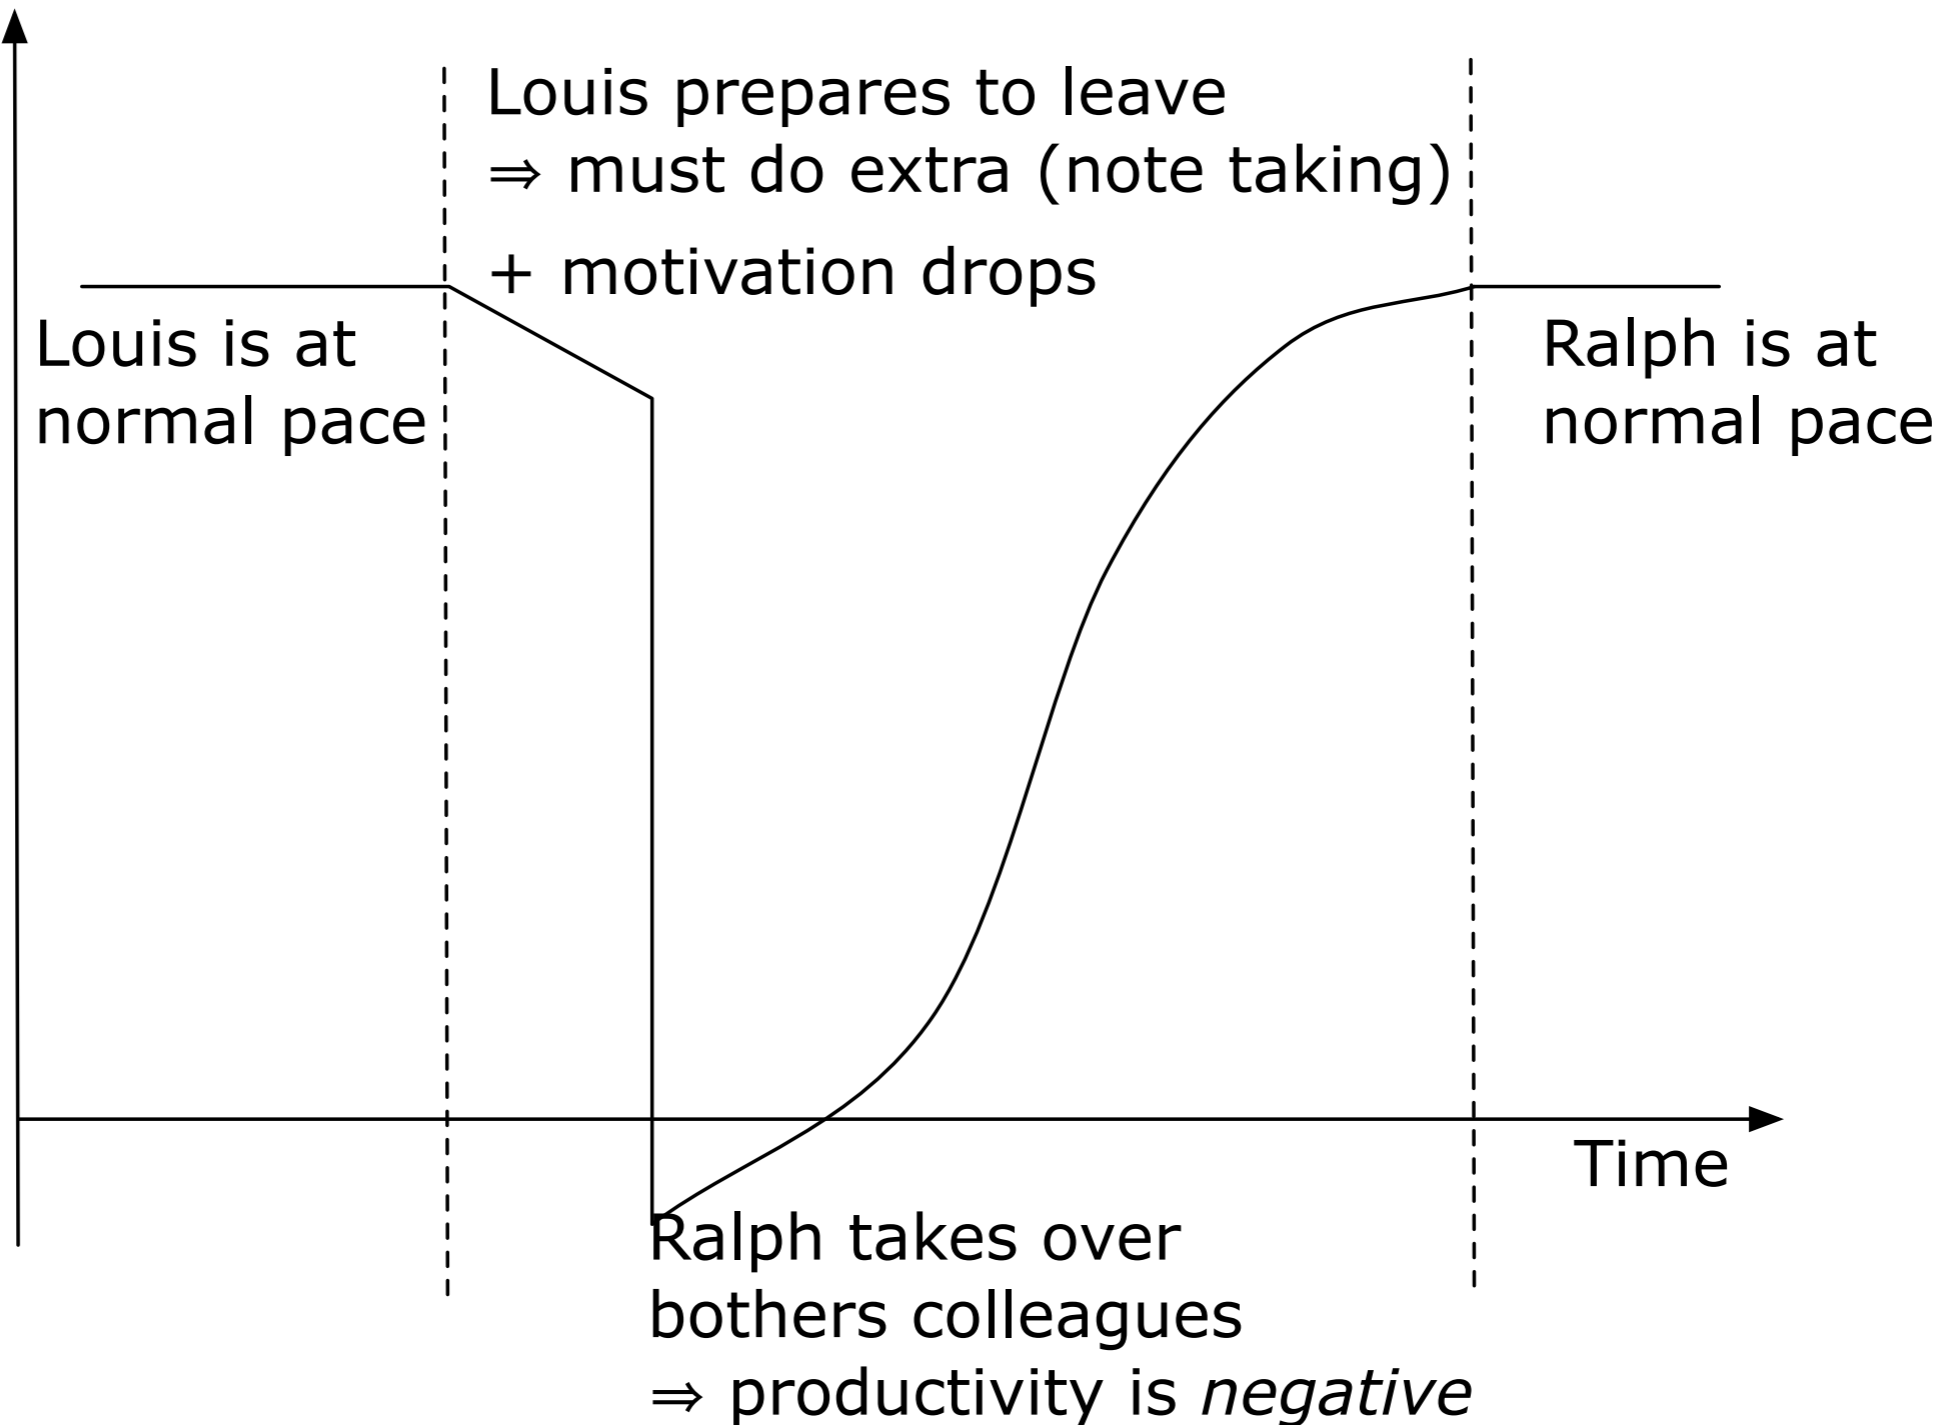 Louis prepares to leave
⇒ must do extra (note taking)
+ motivation drops
Louis is at
normal pace
Ralph is at
normal pace
Time
Ralph takes over
bothers colleagues
⇒ productivity is negative